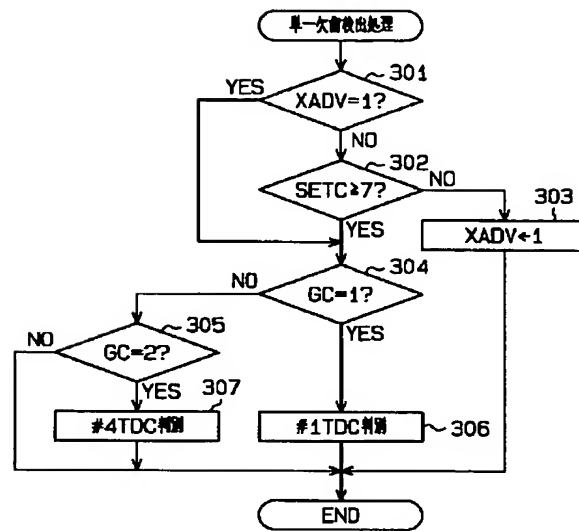 単一欠歯検出処理
301
YES
XADV=1?
NO
302
SETC≧7?
NO
303
YES
XADV←1
304
NO
GC=1?
305
YES
NO
GC=2?
YES
307
#4TDC判別
#1TDC判別
306
END